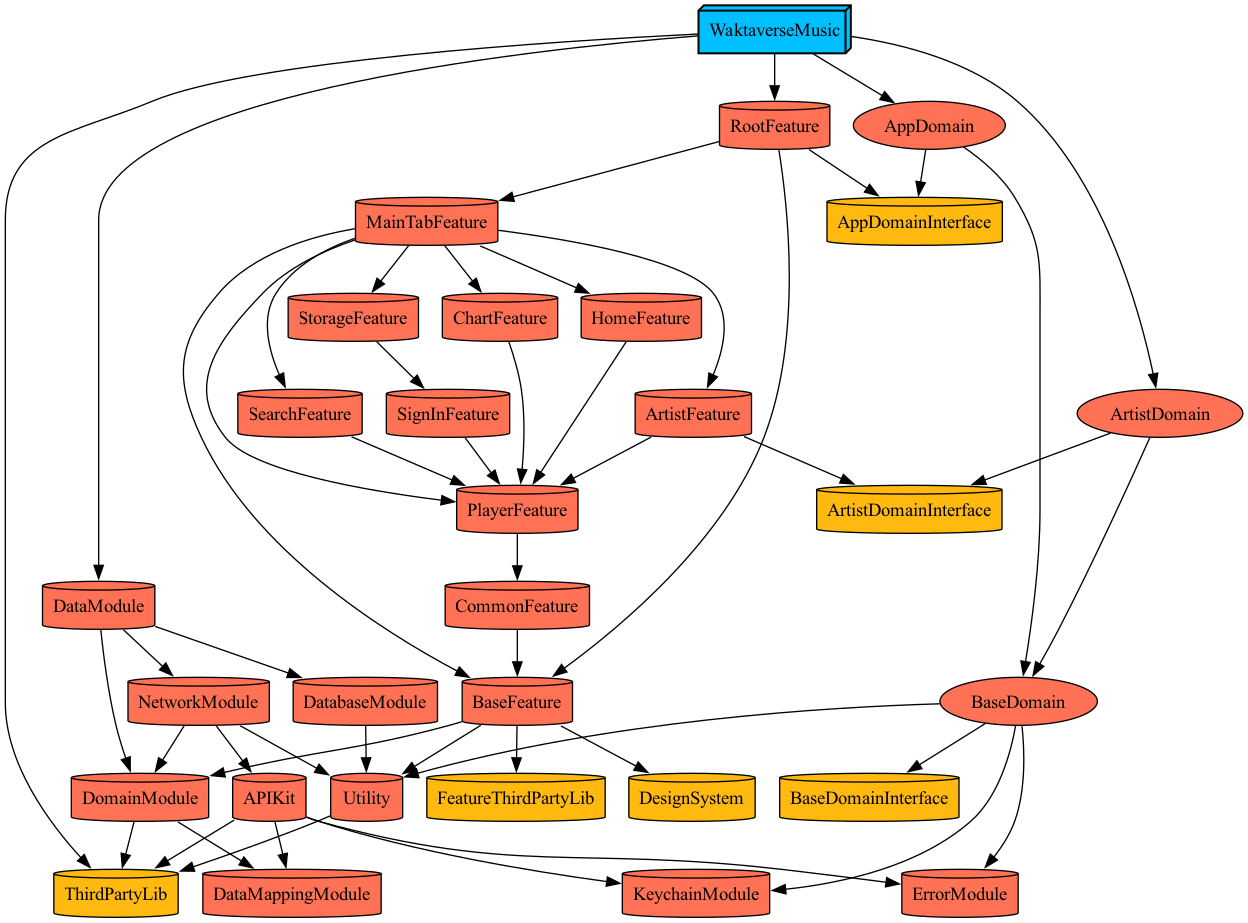 WaktaverseMusic
RootFeature
AppDomain
MainTabFeature
AppDomainInterface
StorageFeature
ChartFeature
HomeFeature
SearchFeature
SignInFeature
ArtistFeature
ArtistDomain
PlayerFeature
ArtistDomainInterface
DataModule
CommonFeature
NetworkModule
DatabaseModule
BaseFeature
BaseDomain
DomainModule
APIKit
Utility
FeatureThirdPartyLib
DesignSystem
BaseDomainInterface
ThirdPartyLib
DataMappingModule
KeychainModule
ErrorModule